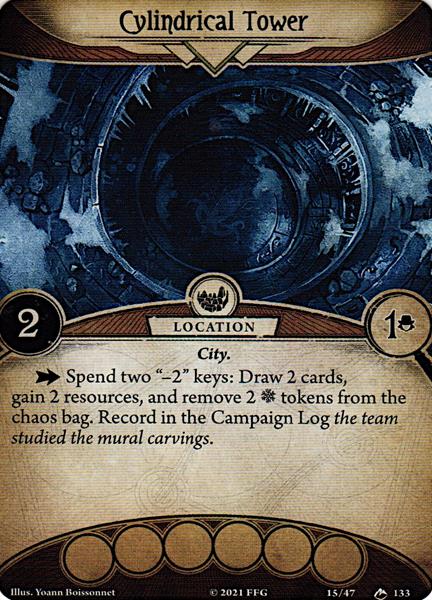 Cylindrical Tower
2
LOCATION
1
City.
Spend two “–2” keys: Draw 2 cards,
gain 2 resources, and remove 2 tokens from the
chaos bag. Record in the Campaign Log the team
studied the mural carvings.
Illus. Yoann Boissonnet © 2021 FFG 15/47 133